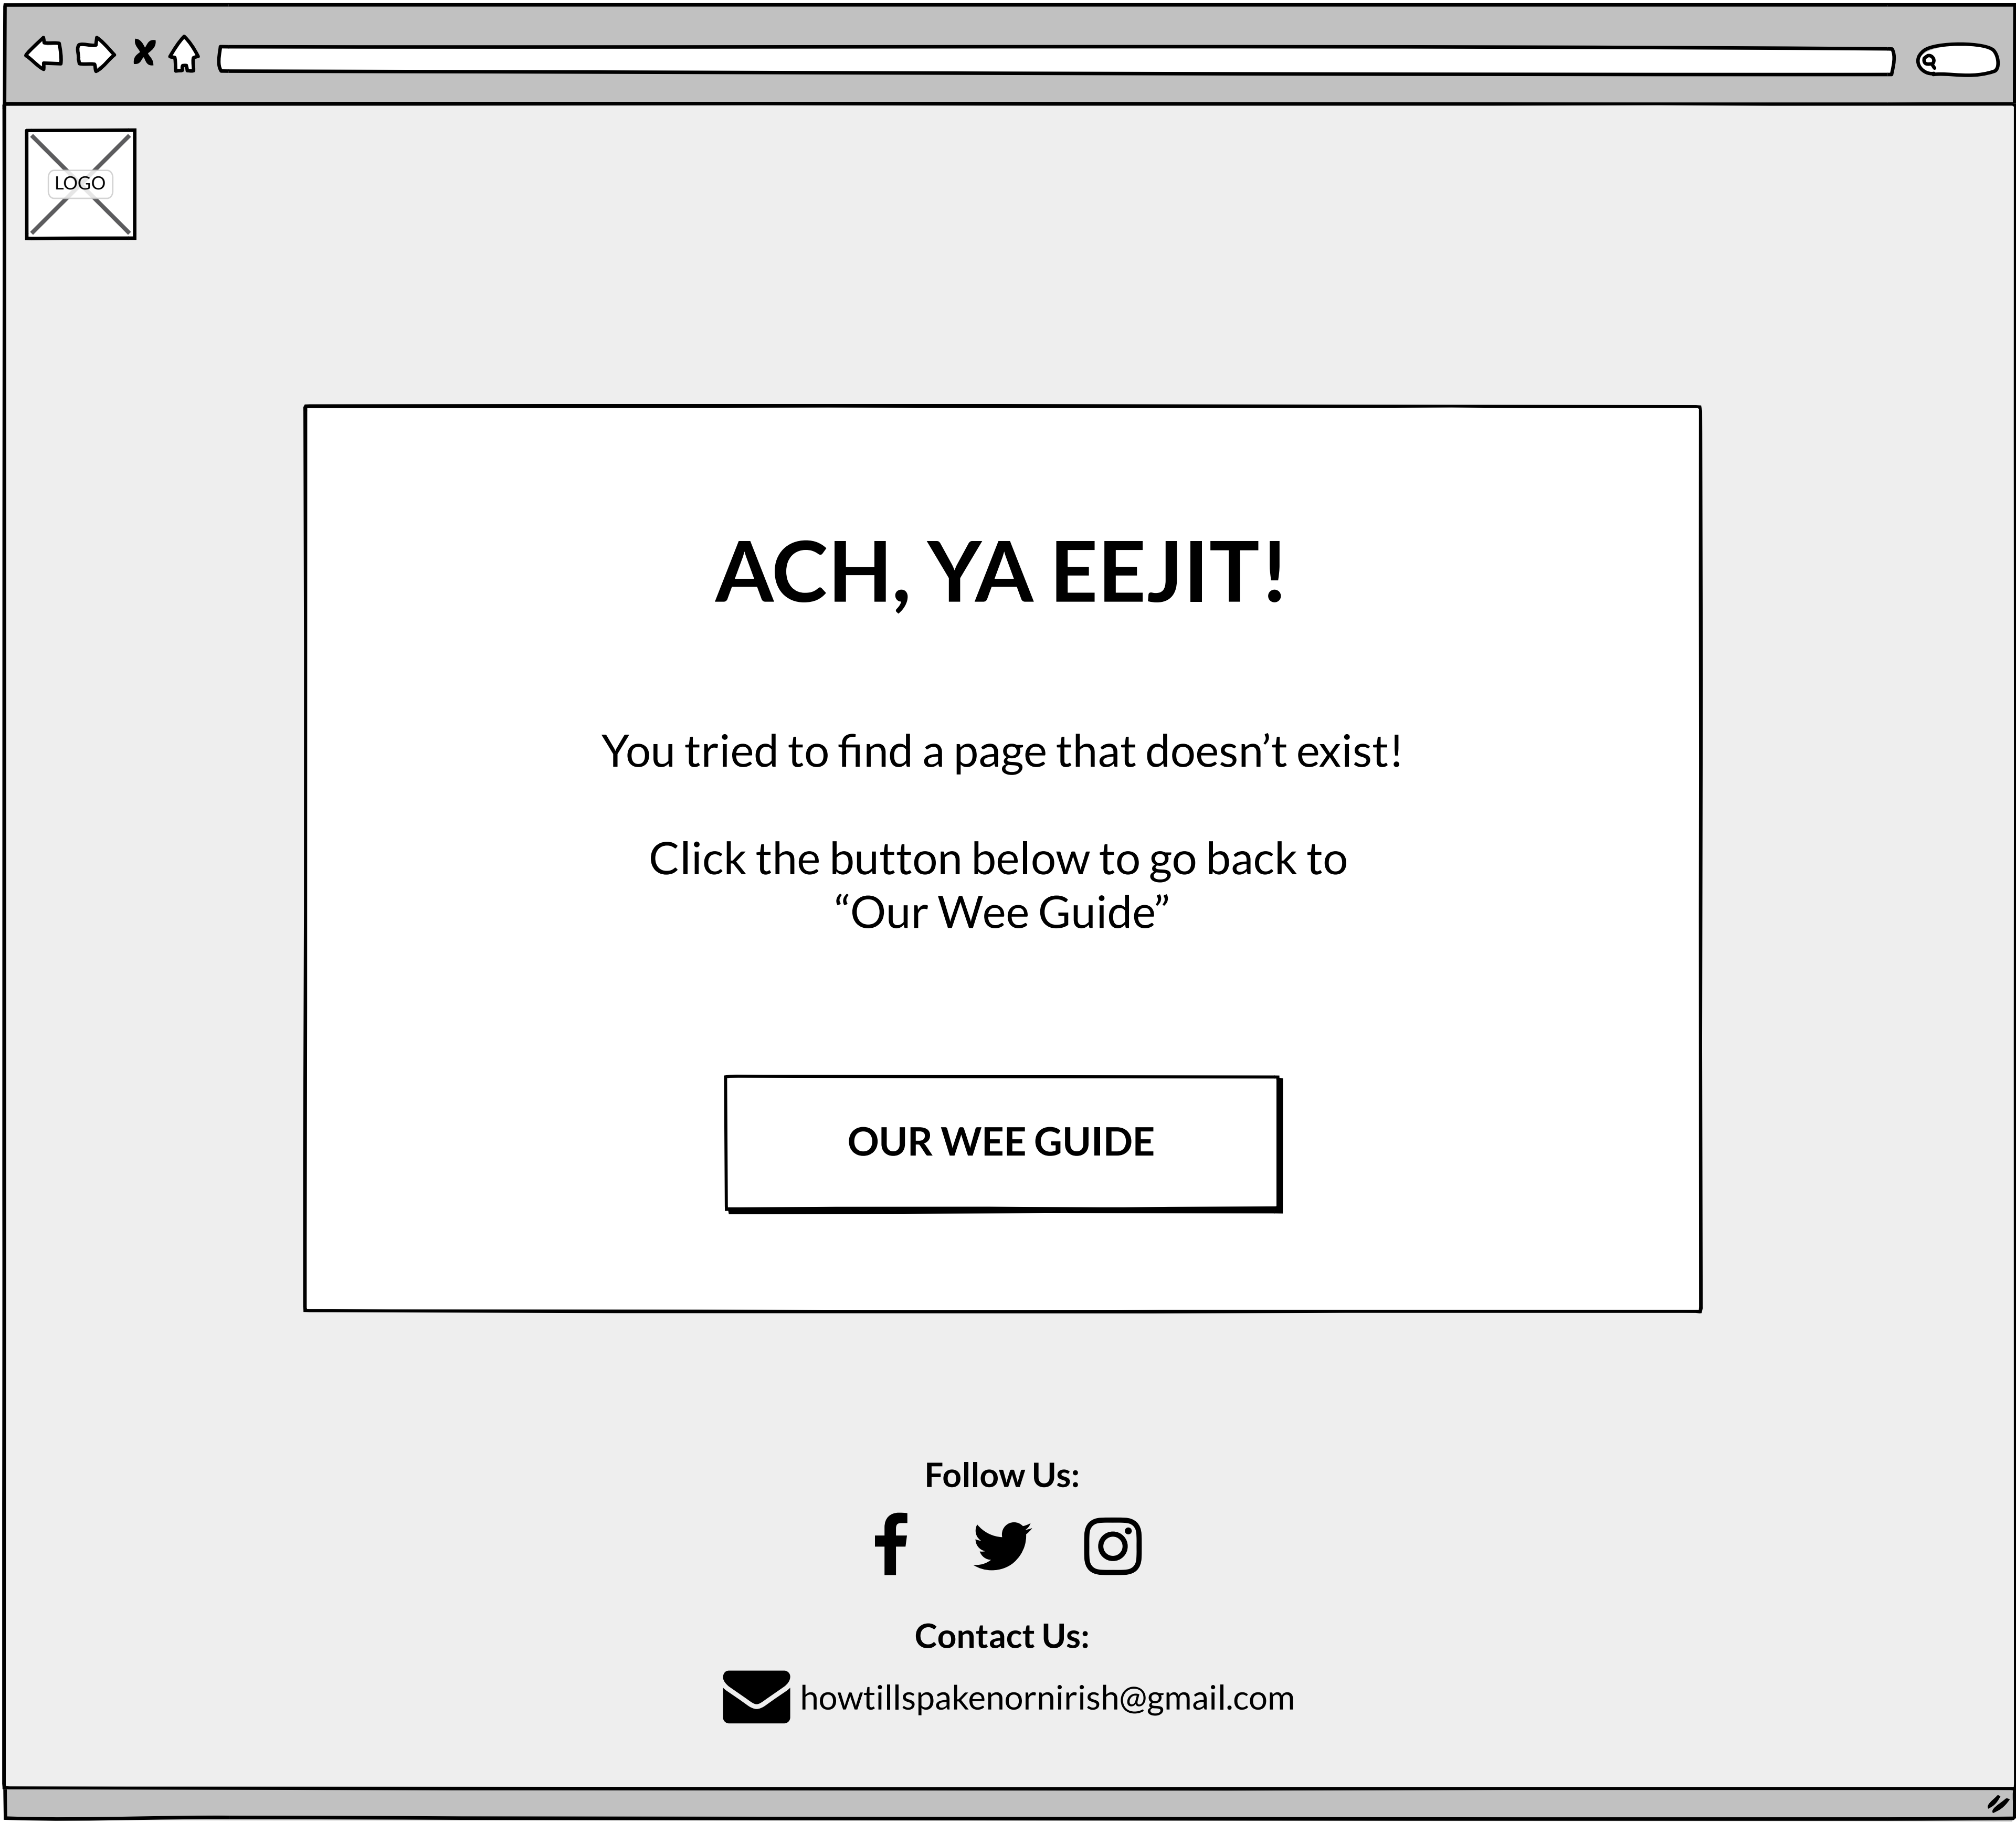 LOGO
ACH, YA EEJIT!
You tried to find a page that doesn’t exist!
Click the button below to go back to
“Our Wee Guide”
OUR WEE GUIDE
Follow Us:
Contact Us:
howtillspakenornirish@gmail.com